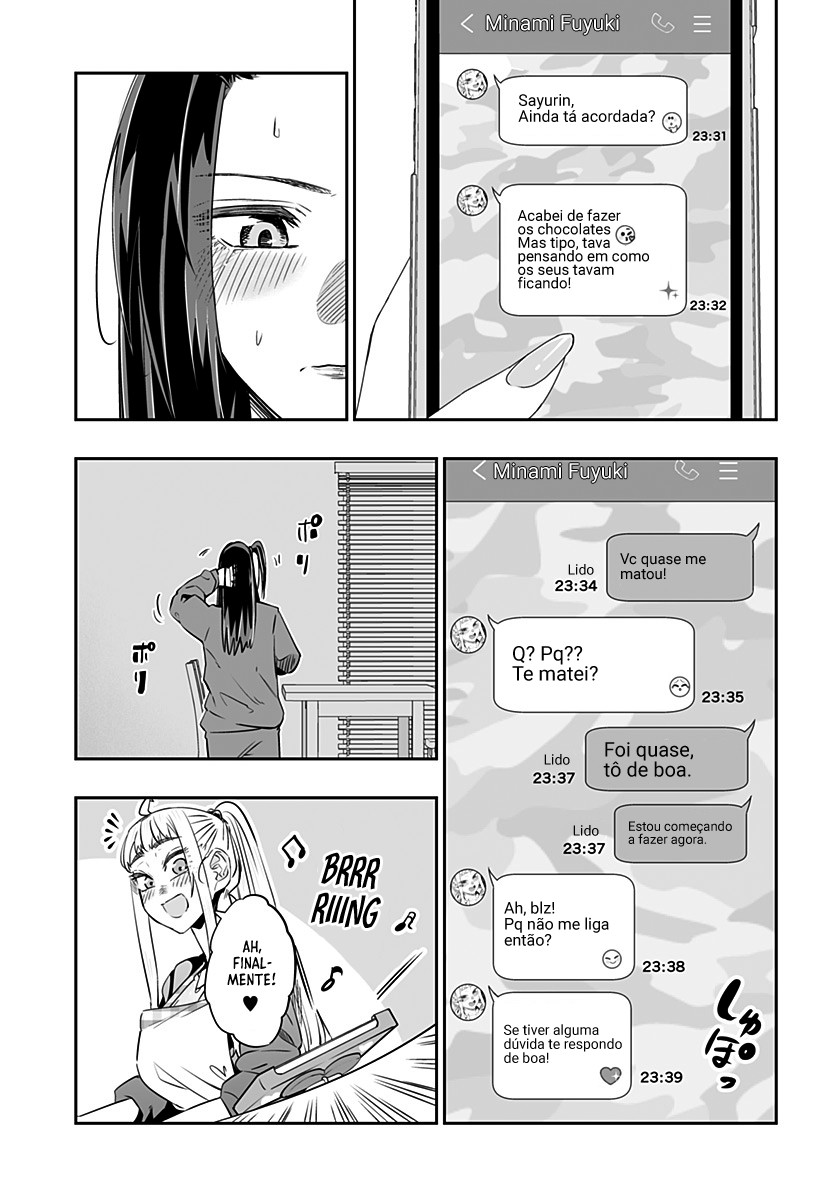 Minami Fuyuki
Sayurin,
Ainda tá acordada?
23:31
Acabei de fazer
os chocolates
Mas tipo, tava
pensando em como
os seus tavam
ficando!
23:32
Minami Fuyuki
Vc quase me
matou!
Lido
23:34
Q? Pq??
Te matei?
23:35
Foi quase,
tô de boa.
Lido
23:37
Estou começando
a fazer agora.
Lido
23:37
Ah, blz!
Pq não me liga
então?
23:38
Se tiver alguma
dúvida te respondo
de boa!
23:39
しゅぽっ
ポリ
ポリ
BRRR
RIIING
AH,
FINAL-
MENTE!
♥